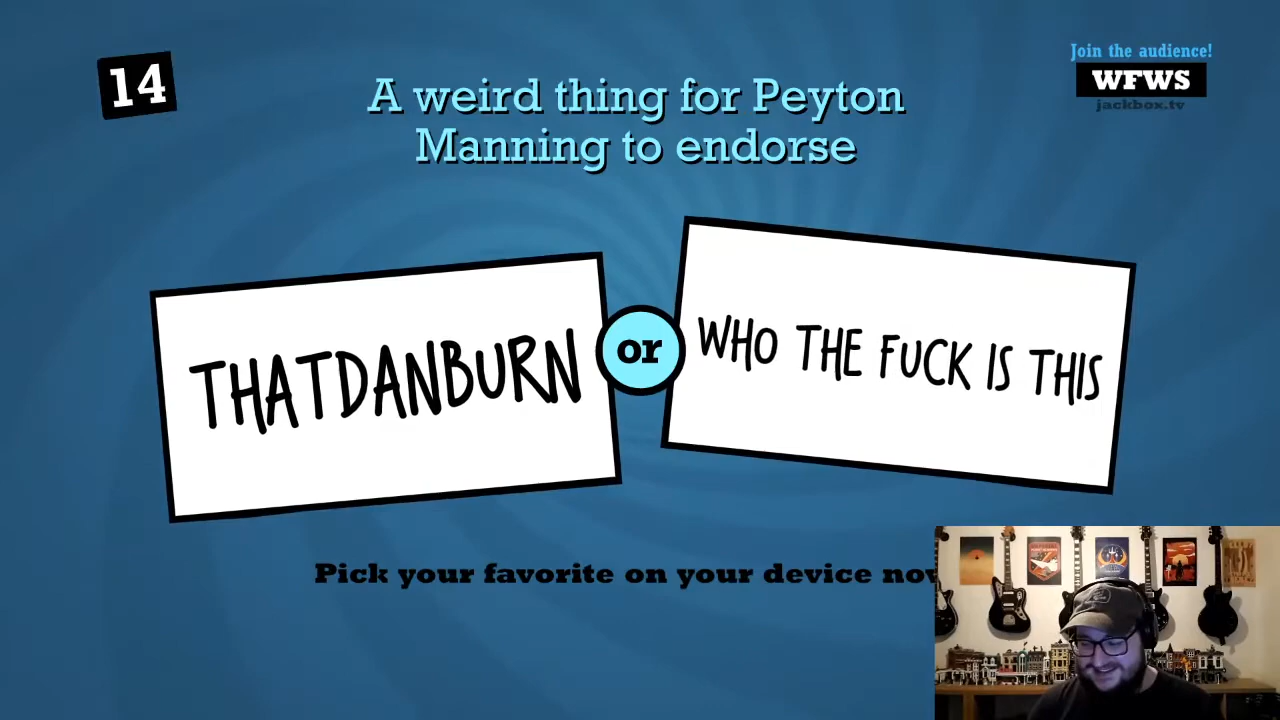 14
Join the audience!
WFWS
jackbox.tv
A weird thing for Peyton
Manning to endorse
THATDANBURN
or
WHO THE FUCK IS THIS
Pick your favorite on your device